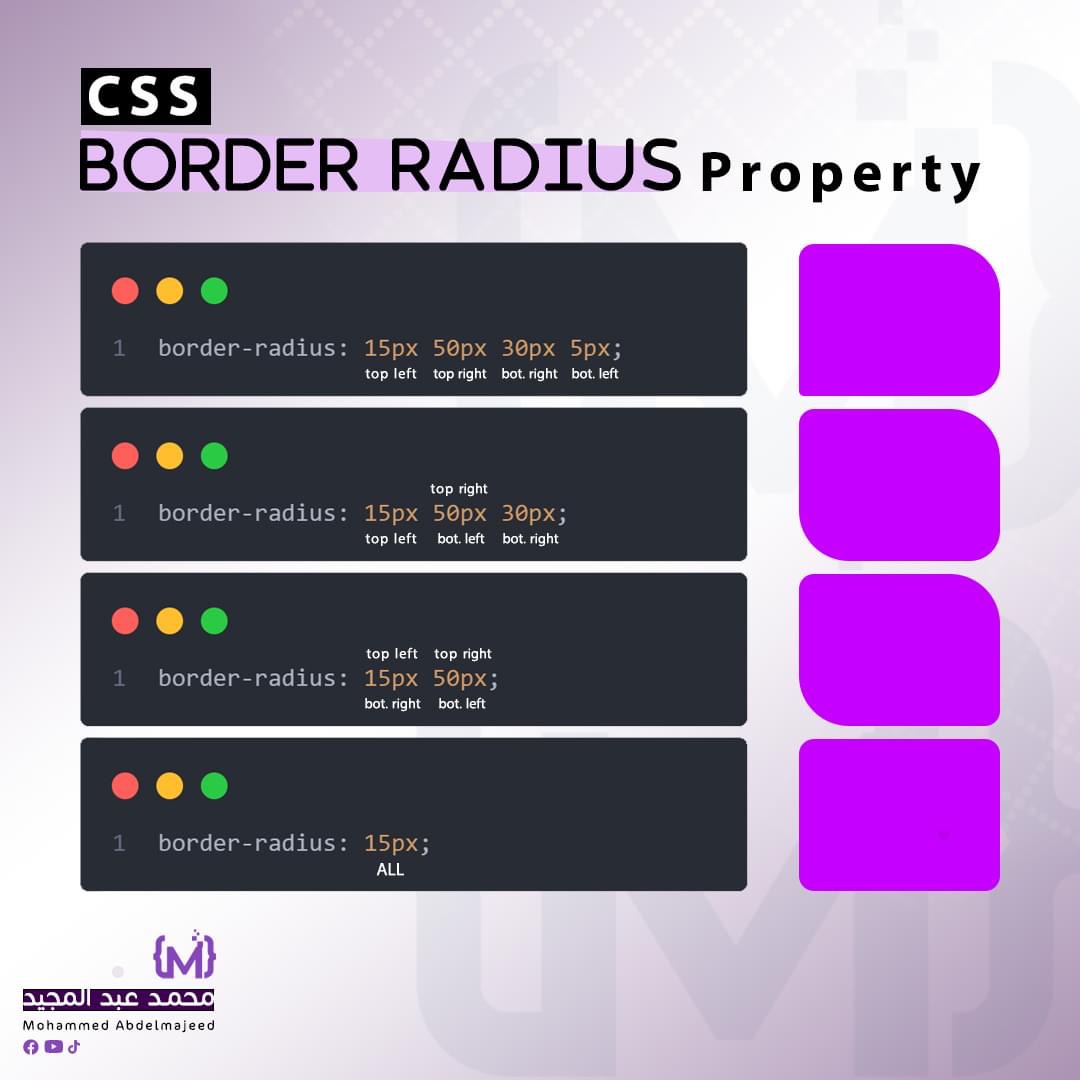 CSS
BORDER RADIUS Property
1 border-radius: 15px 50px 30px 5px;
top left top right bot. right bot. left
top right
1 border-radius: 15px 50px 30px;
top left bot. left bot. right
top left top right
1 border-radius: 15px 50px;
bot. right bot. left
1 border-radius: 15px;
ALL
{M}
محمد عبد المجيد
Mohammed Abdelmajeed